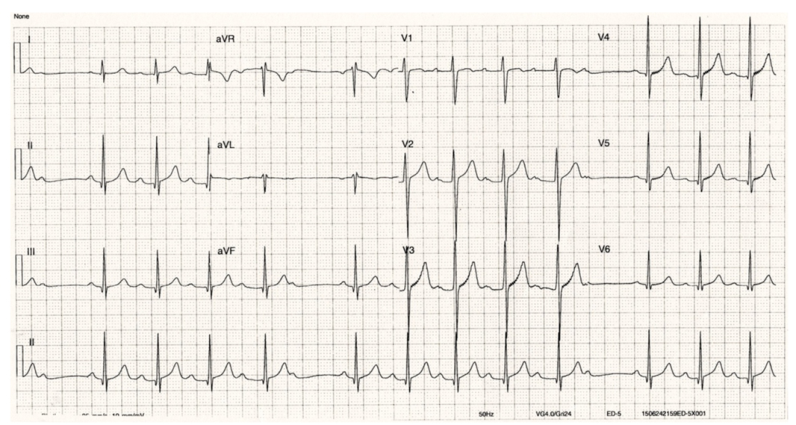 None
I aVR V1 V4
II aVL V2 V5
III aVF V3 V6
II
50Hz VG4.0/Gri24 ED-5 1506242159ED-5X001